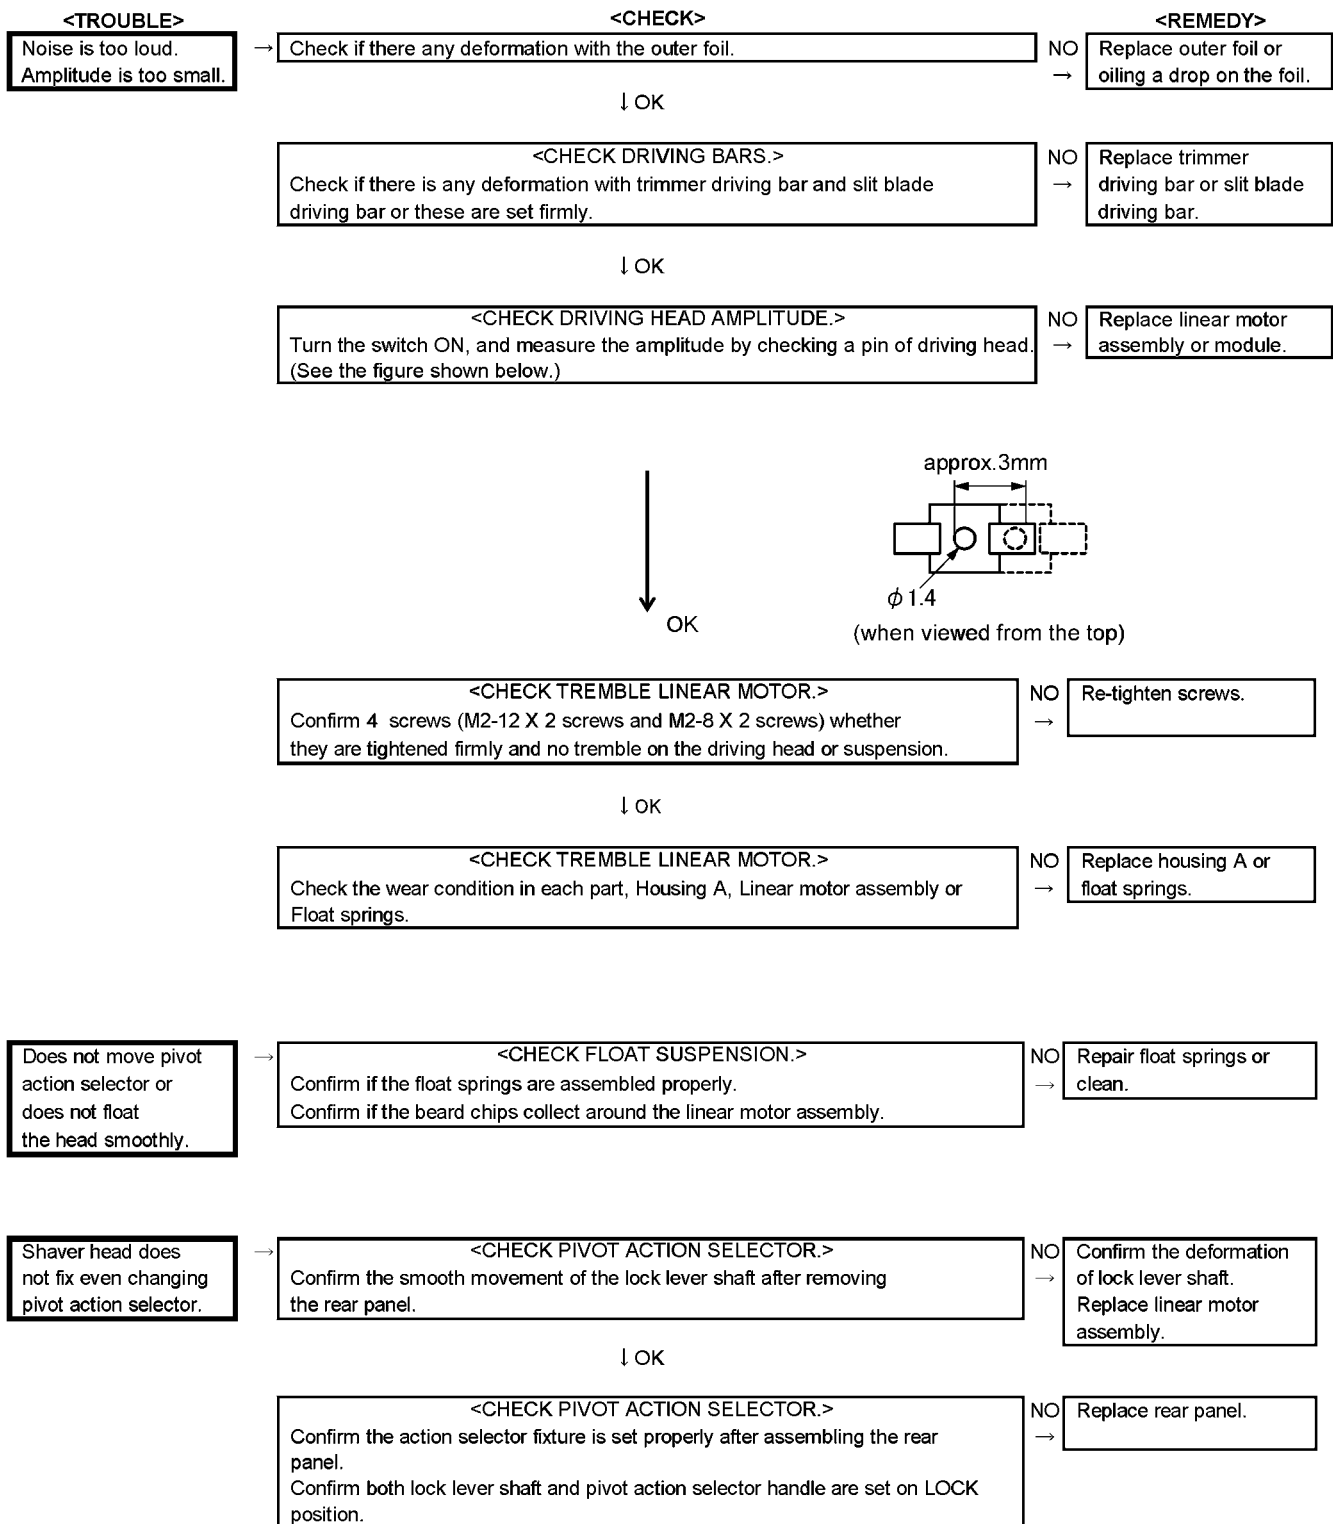 <TROUBLE>
<CHECK>
<REMEDY>
Noise is too loud.
Amplitude is too small.
→ Check if there any deformation with the outer foil.
NO
→
Replace outer foil or
oiling a drop on the foil.
↓ OK
<CHECK DRIVING BARS.>
Check if there is any deformation with trimmer driving bar and slit blade
driving bar or these are set firmly.
NO
→
Replace trimmer
driving bar or slit blade
driving bar.
↓ OK
<CHECK DRIVING HEAD AMPLITUDE.>
Turn the switch ON, and measure the amplitude by checking a pin of driving head.
(See the figure shown below.)
NO
→
Replace linear motor
assembly or module.
approx.3mm
ϕ 1.4
(when viewed from the top)
OK
<CHECK TREMBLE LINEAR MOTOR.>
Confirm 4 screws (M2-12 X 2 screws and M2-8 X 2 screws) whether
they are tightened firmly and no tremble on the driving head or suspension.
NO
→
Re-tighten screws.
↓ OK
<CHECK TREMBLE LINEAR MOTOR.>
Check the wear condition in each part, Housing A, Linear motor assembly or
Float springs.
NO
→
Replace housing A or
float springs.
Does not move pivot
action selector or
does not float
the head smoothly.
→
<CHECK FLOAT SUSPENSION.>
Confirm if the float springs are assembled properly.
Confirm if the beard chips collect around the linear motor assembly.
NO
→
Repair float springs or
clean.
Shaver head does
not fix even changing
pivot action selector.
→
<CHECK PIVOT ACTION SELECTOR.>
Confirm the smooth movement of the lock lever shaft after removing
the rear panel.
NO
→
Confirm the deformation
of lock lever shaft.
Replace linear motor
assembly.
↓ OK
<CHECK PIVOT ACTION SELECTOR.>
Confirm the action selector fixture is set properly after assembling the rear
panel.
Confirm both lock lever shaft and pivot action selector handle are set on LOCK
position.
NO
→
Replace rear panel.